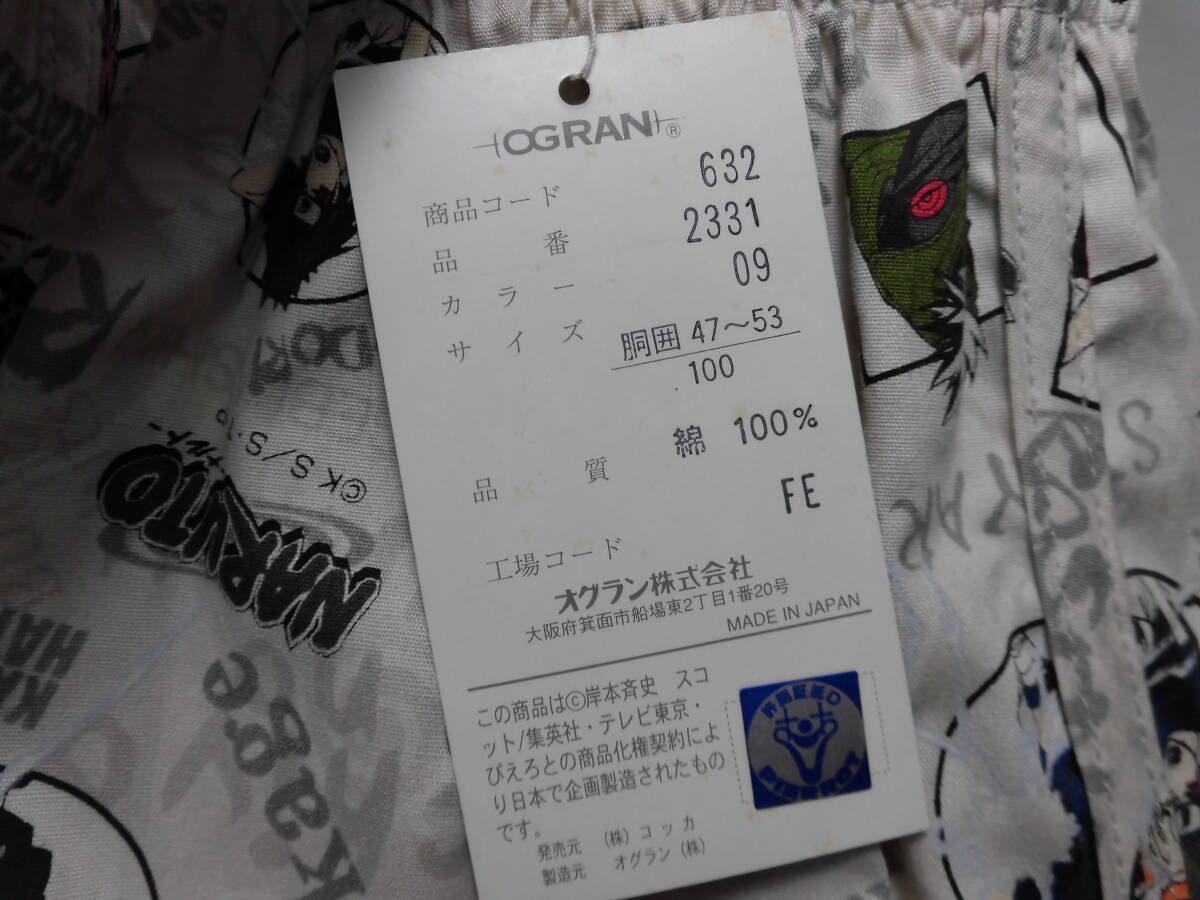 OGRAN®
商品コード 632
品番 2331
カラー 09
サイズ 胴囲 47～53
100
品質 綿 100%
工場コード FE
オグラン株式会社
大阪府箕面市船場東2丁目1番20号
MADE IN JAPAN
この商品は©岸本斉史 スコ
ット/集英社・テレビ東京・
ぴえろとの商品化権契約によ
り日本で企画製造されたもの
です。
発売元 (株)コッカ
製造元 オグラン(株)
PIERROT
©K S/S
NARUTO
ナルト